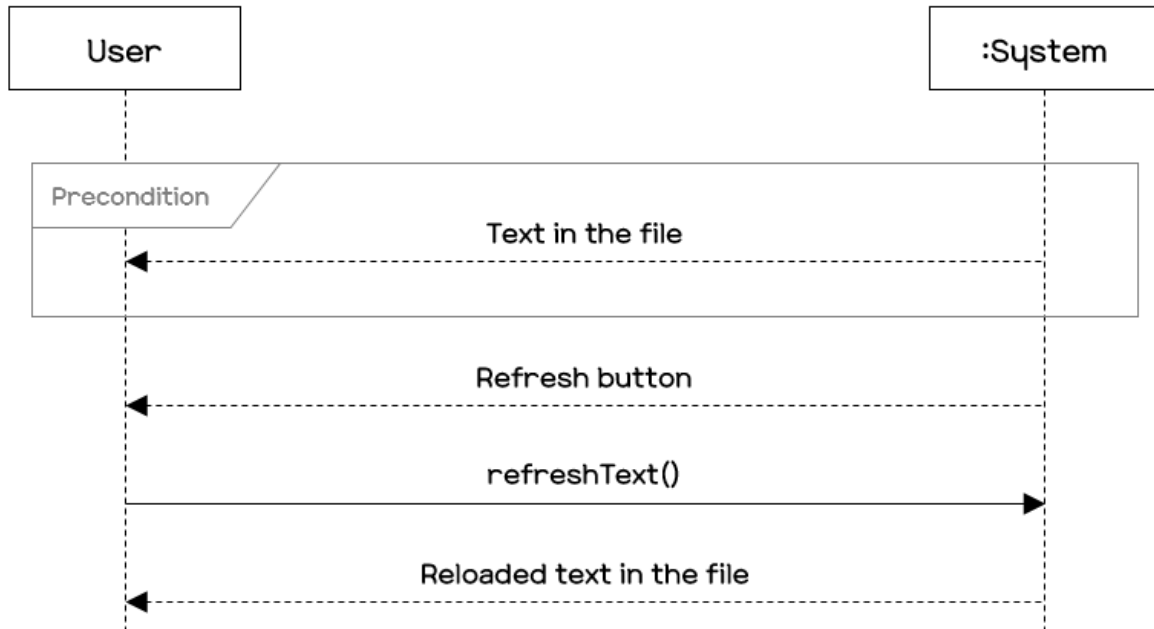 User
:System
Precondition
Text in the file
Refresh button
refreshText()
Reloaded text in the file